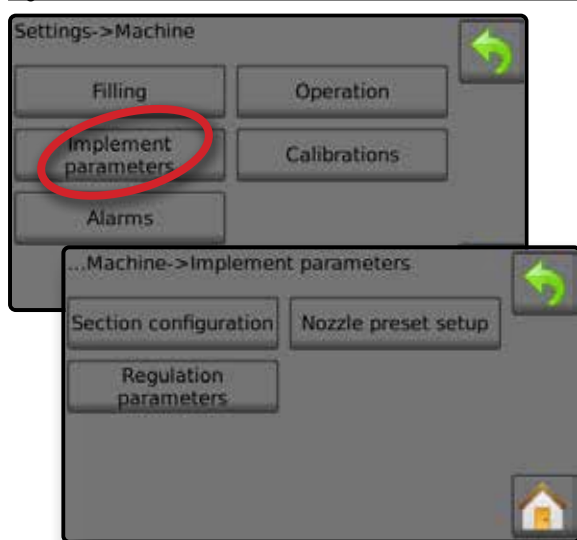 Settings->Machine
Filling
Operation
Implement
parameters
Calibrations
Alarms
...Machine->Implement parameters
Section configuration
Nozzle preset setup
Regulation
parameters